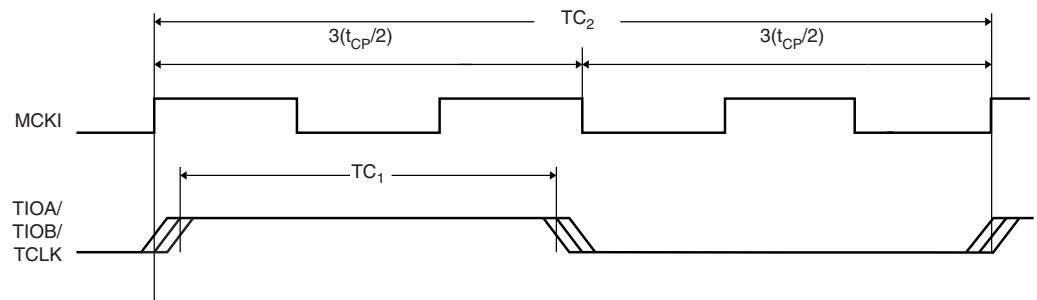 TC2
3(tCP/2) 3(tCP/2)
MCKI
TC1
TIOA/
TIOB/
TCLK